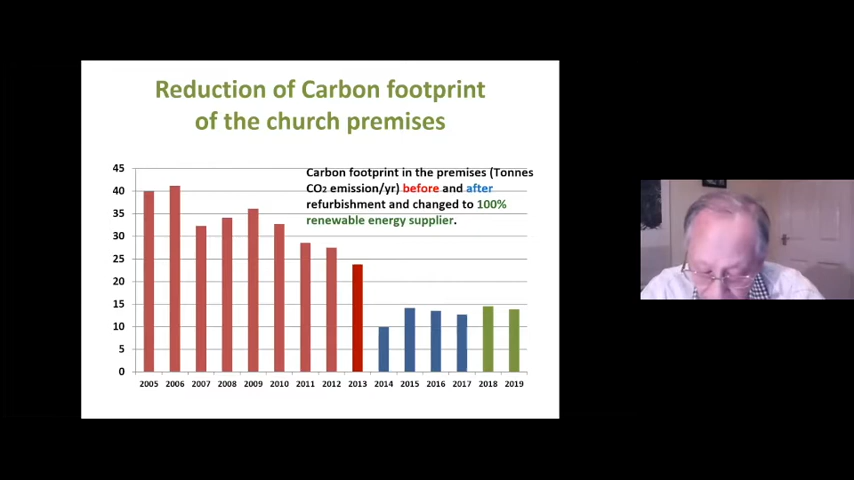 Reduction of Carbon footprint
of the church premises
Carbon footprint in the premises (Tonnes
CO₂ emission/yr) before and after
refurbishment and changed to 100%
renewable energy supplier.
45
40
35
30
25
20
15
10
5
0
2005 2006 2007 2008 2009 2010 2011 2012 2013 2014 2015 2016 2017 2018 2019